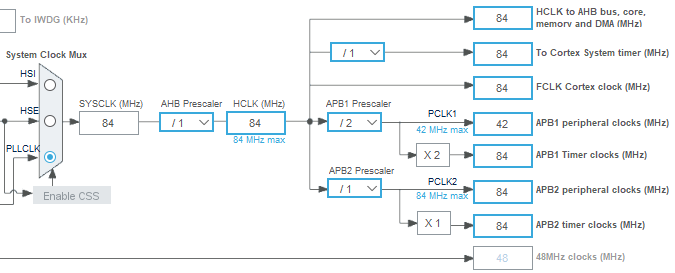 To IWDG (KHz)
System Clock Mux
HSI
HSE
PLLCLK
Enable CSS
SYSCLK (MHz)
84
AHB Prescaler
/ 1
HCLK (MHz)
84
84 MHz max
APB1 Prescaler
/ 2
PCLK1
42 MHz max
X 2
APB2 Prescaler
/ 1
PCLK2
84 MHz max
X 1
/ 1
84
HCLK to AHB bus, core,
memory and DMA (MHz)
84
To Cortex System timer (MHz)
84
FCLK Cortex clock (MHz)
42
APB1 peripheral clocks (MHz)
84
APB1 Timer clocks (MHz)
84
APB2 peripheral clocks (MHz)
84
APB2 timer clocks (MHz)
48
48MHz clocks (MHz)